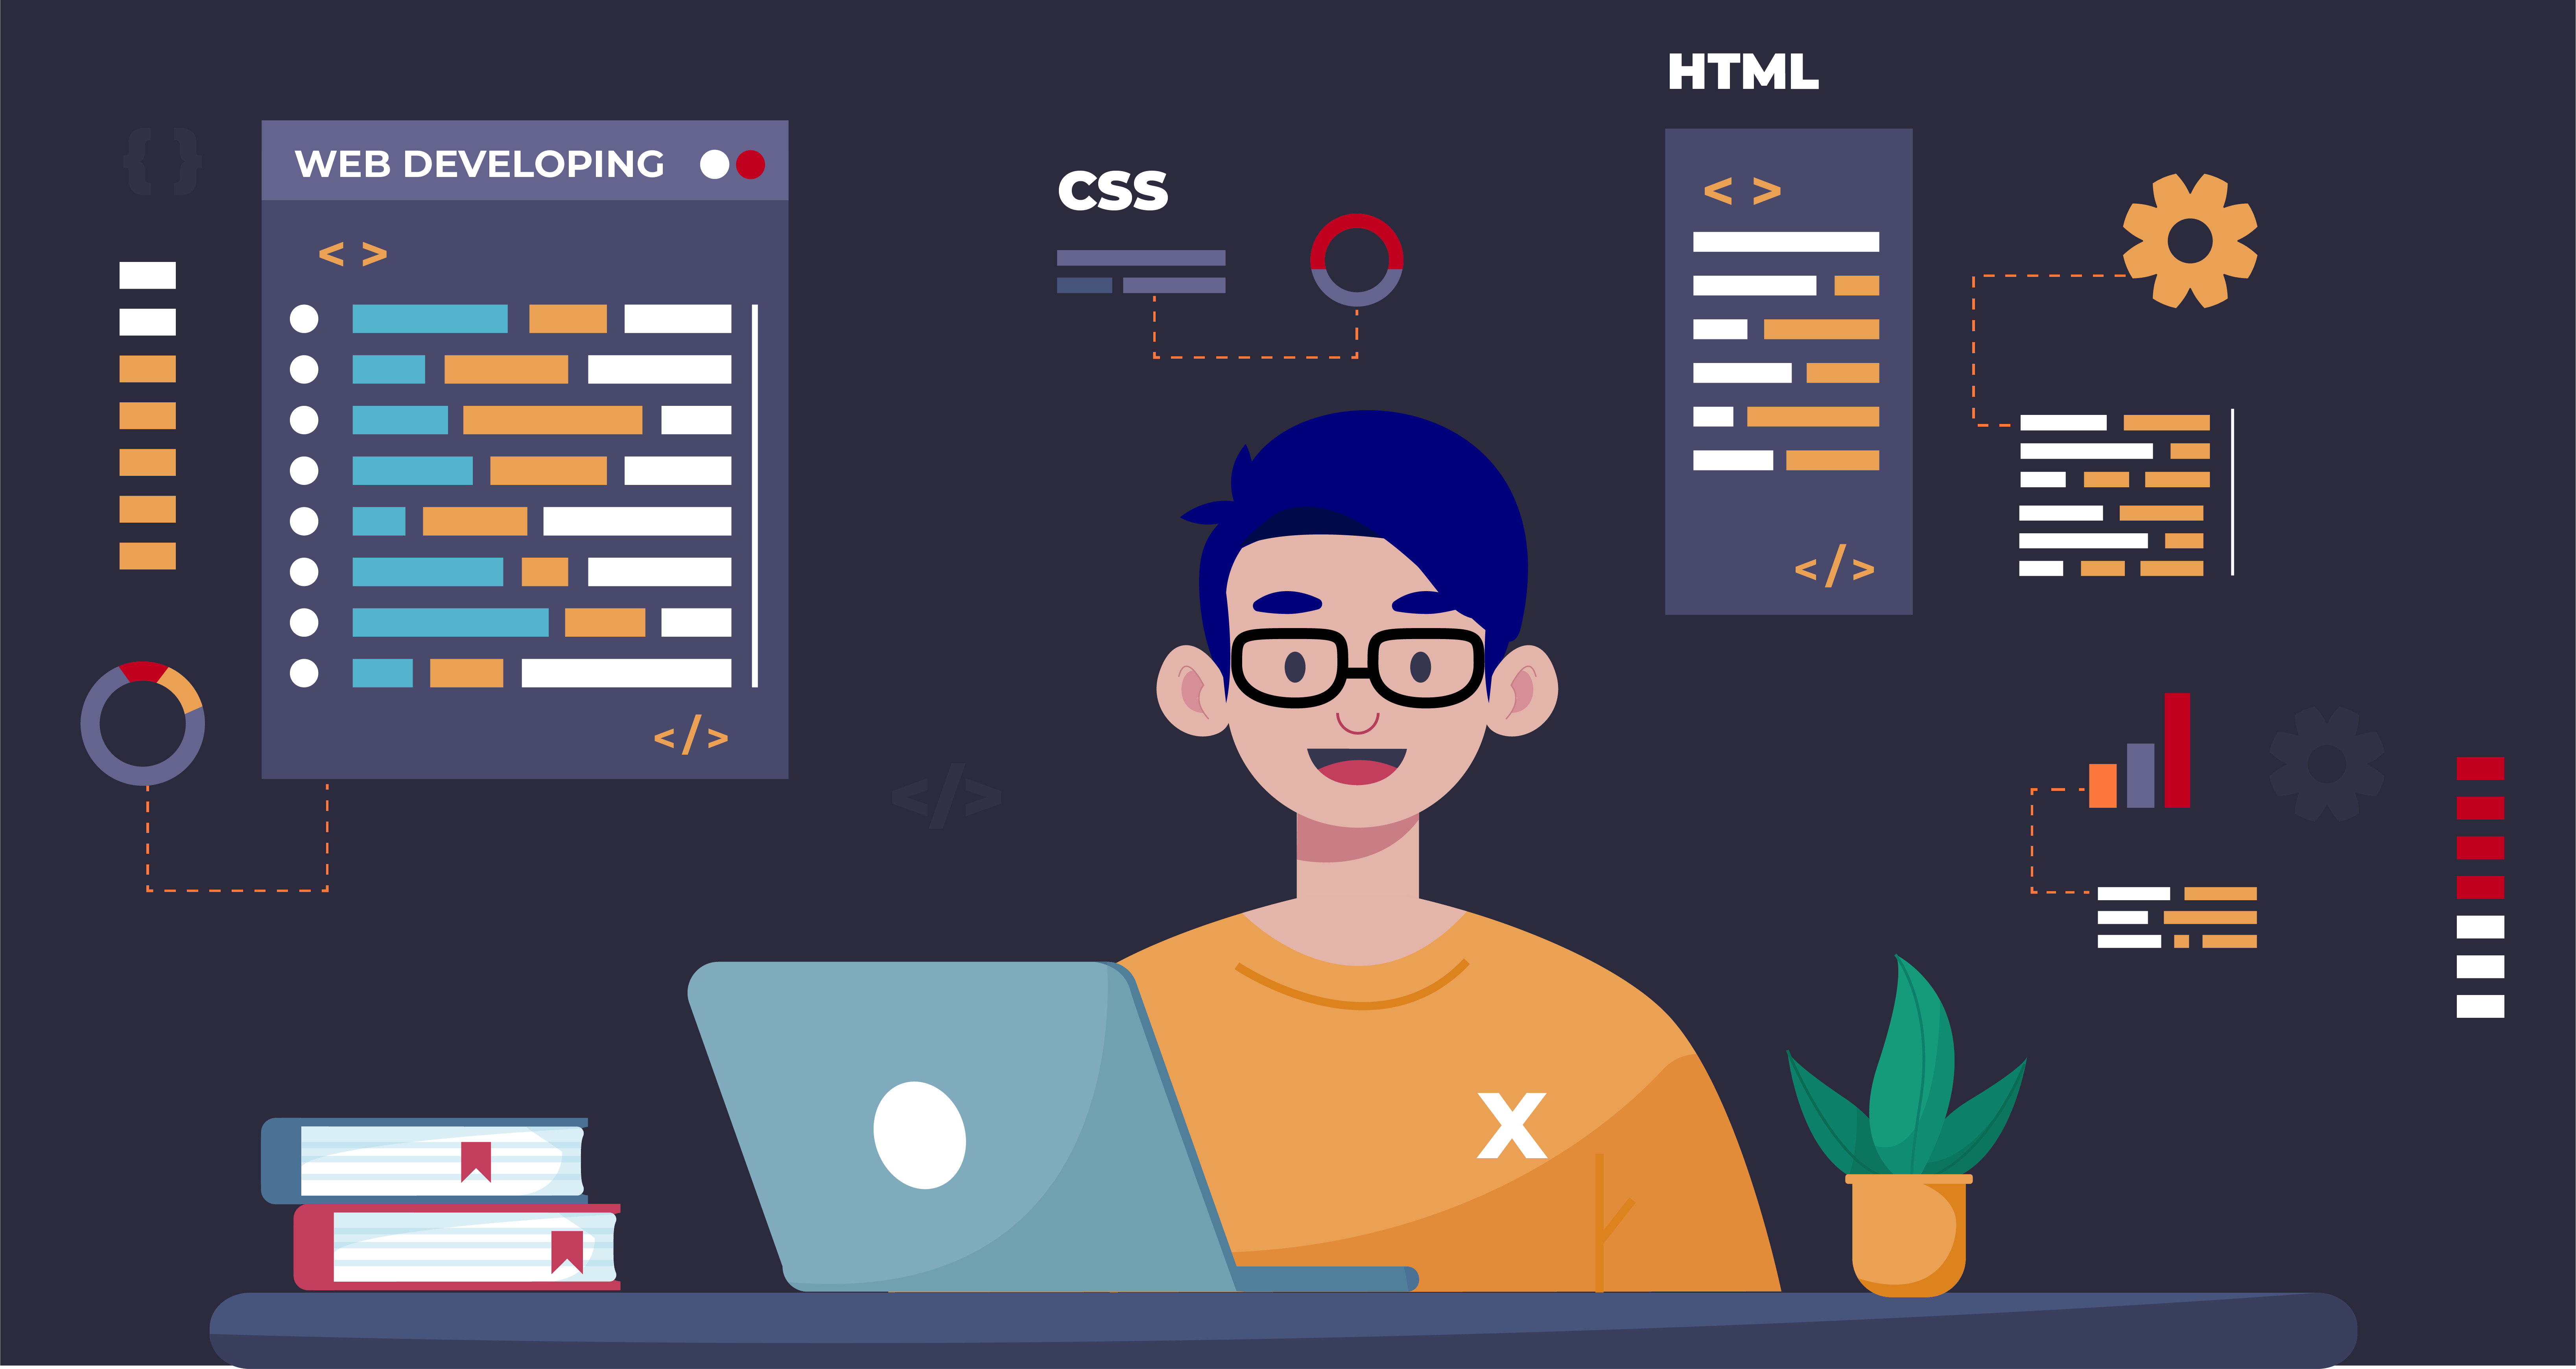 HTML
WEB DEVELOPING
CSS
{ }
< >
< >
</>
</>
</>
X